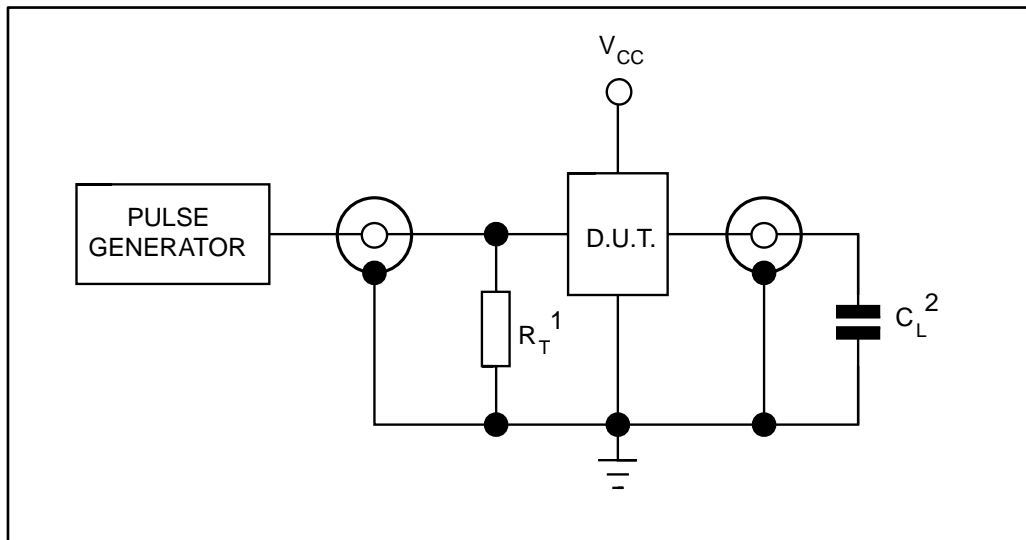 V_CC
PULSE
GENERATOR
D.U.T.
R_T^1
C_L^2